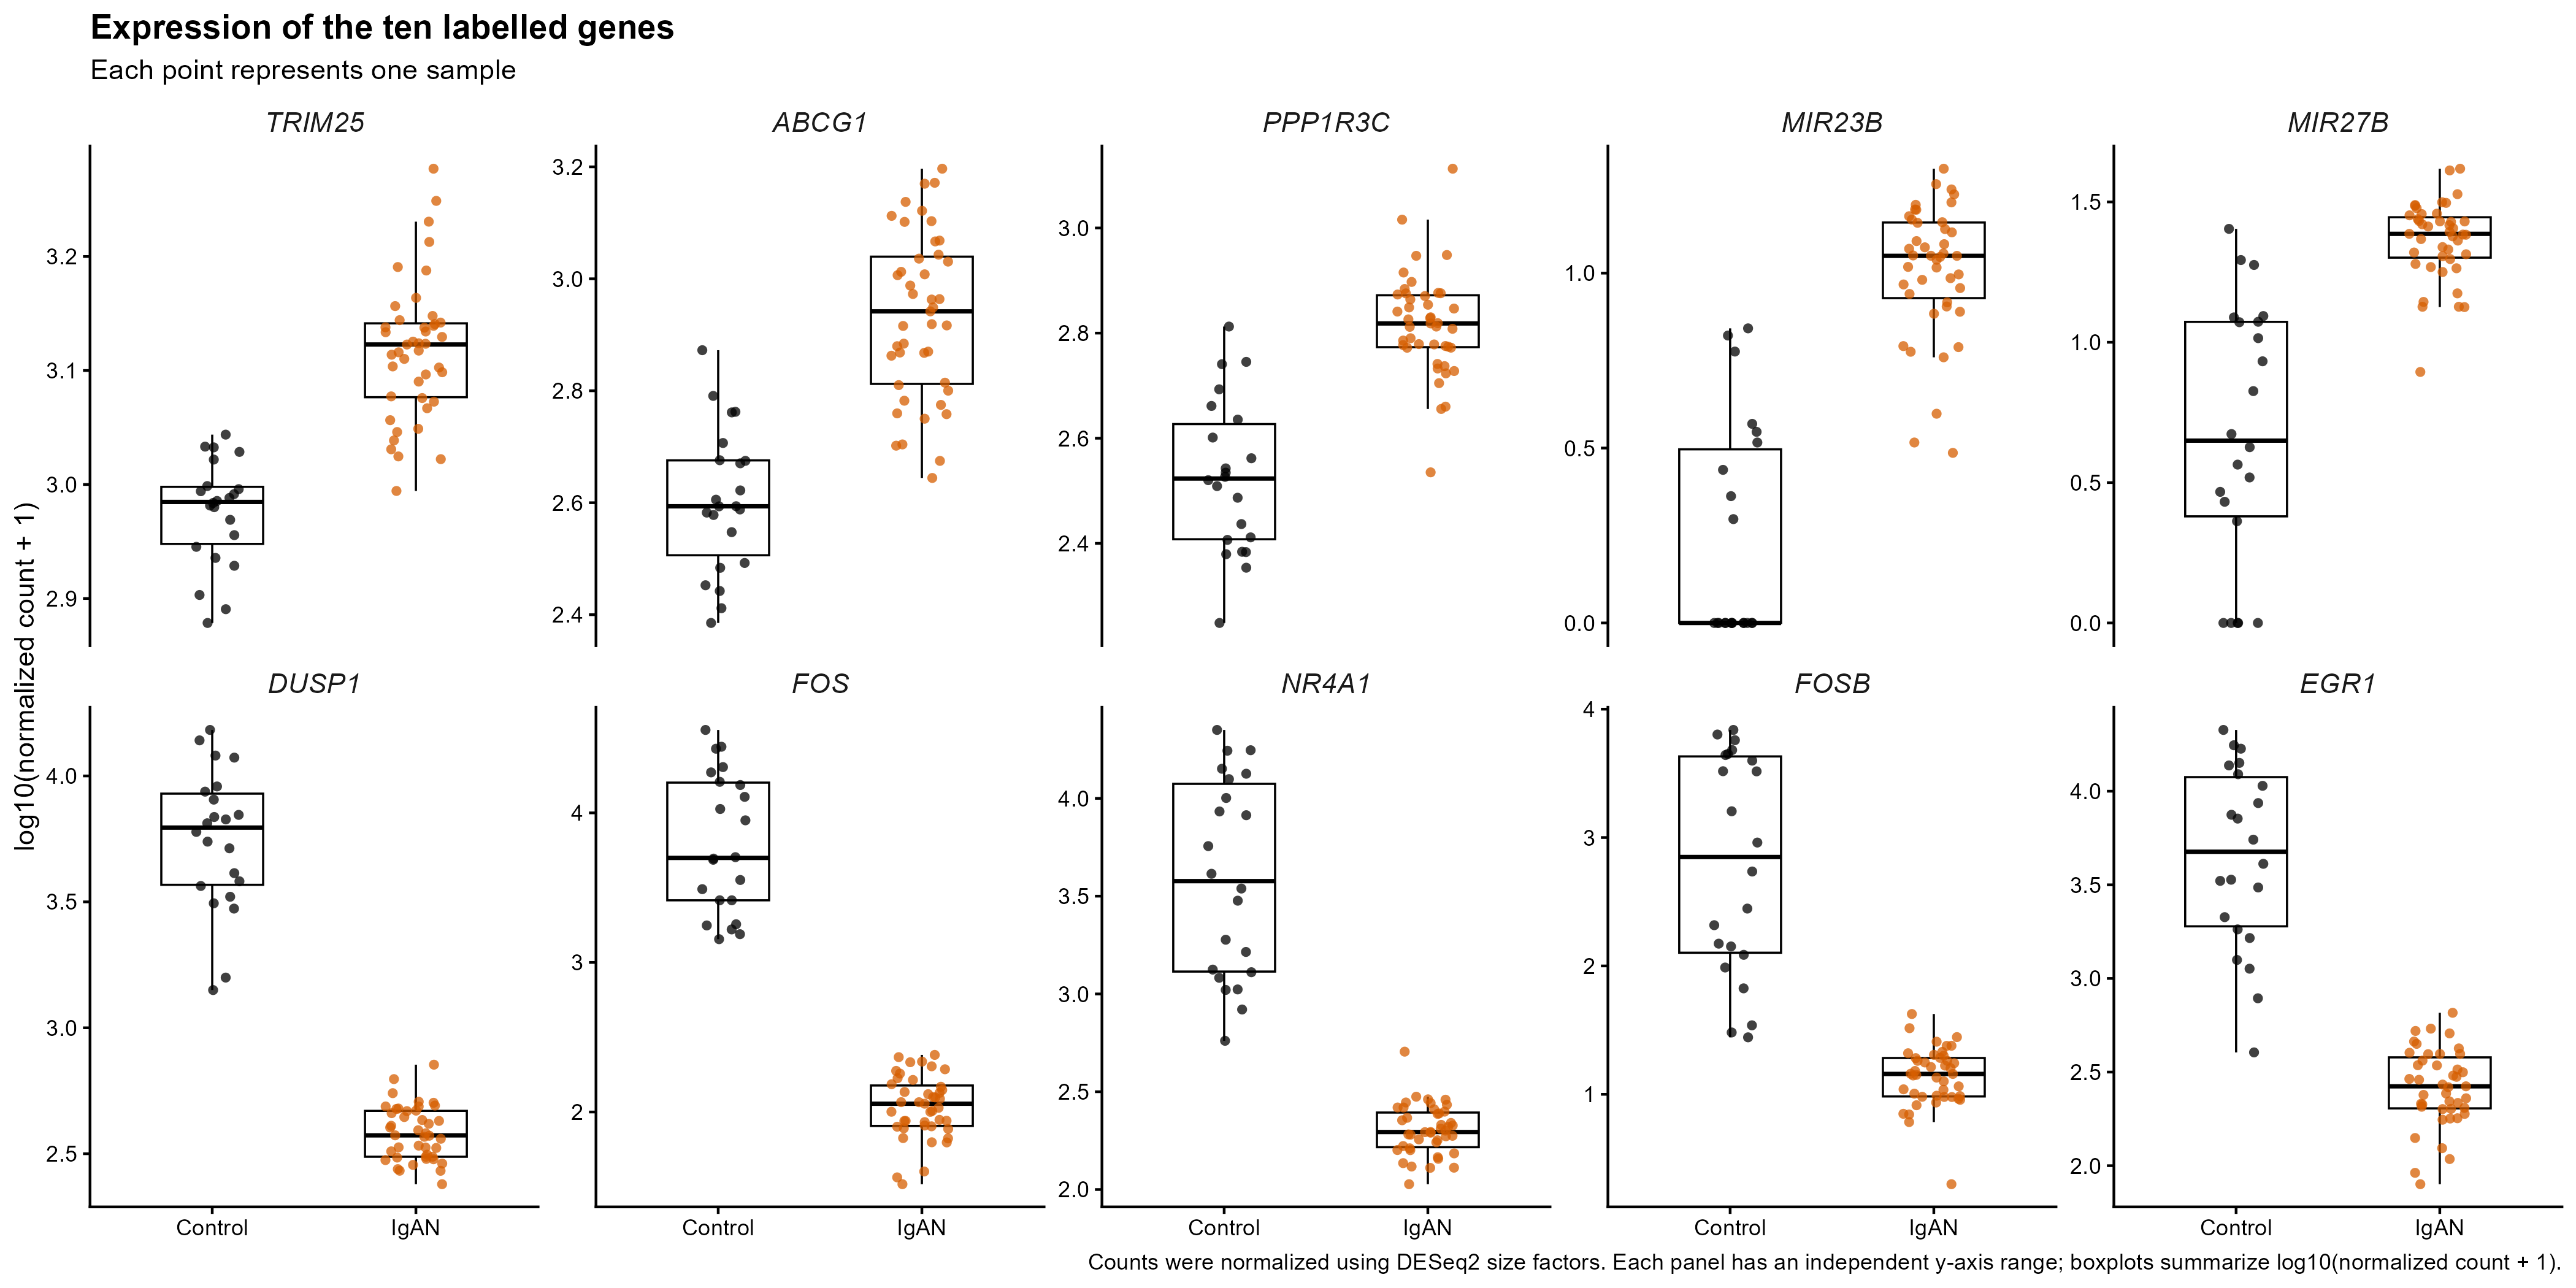 Expression of the ten labelled genes
Each point represents one sample
TRIM25
ABCG1
PPP1R3C
MIR23B
MIR27B
3.2
3.1
3.0
2.9
3.2
3.0
2.8
2.6
2.4
3.0
2.8
2.6
2.4
1.0
0.5
0.0
1.5
1.0
0.5
0.0
log10(normalized count + 1)
DUSP1
FOS
NR4A1
FOSB
EGR1
4.0
3.5
3.0
2.5
4
3
2
4.0
3.5
3.0
2.5
2.0
4
3
2
1
4.0
3.5
3.0
2.5
2.0
Control IgAN
Control IgAN
Control IgAN
Control IgAN
Control IgAN
Counts were normalized using DESeq2 size factors. Each panel has an independent y-axis range; boxplots summarize log10(normalized count + 1).